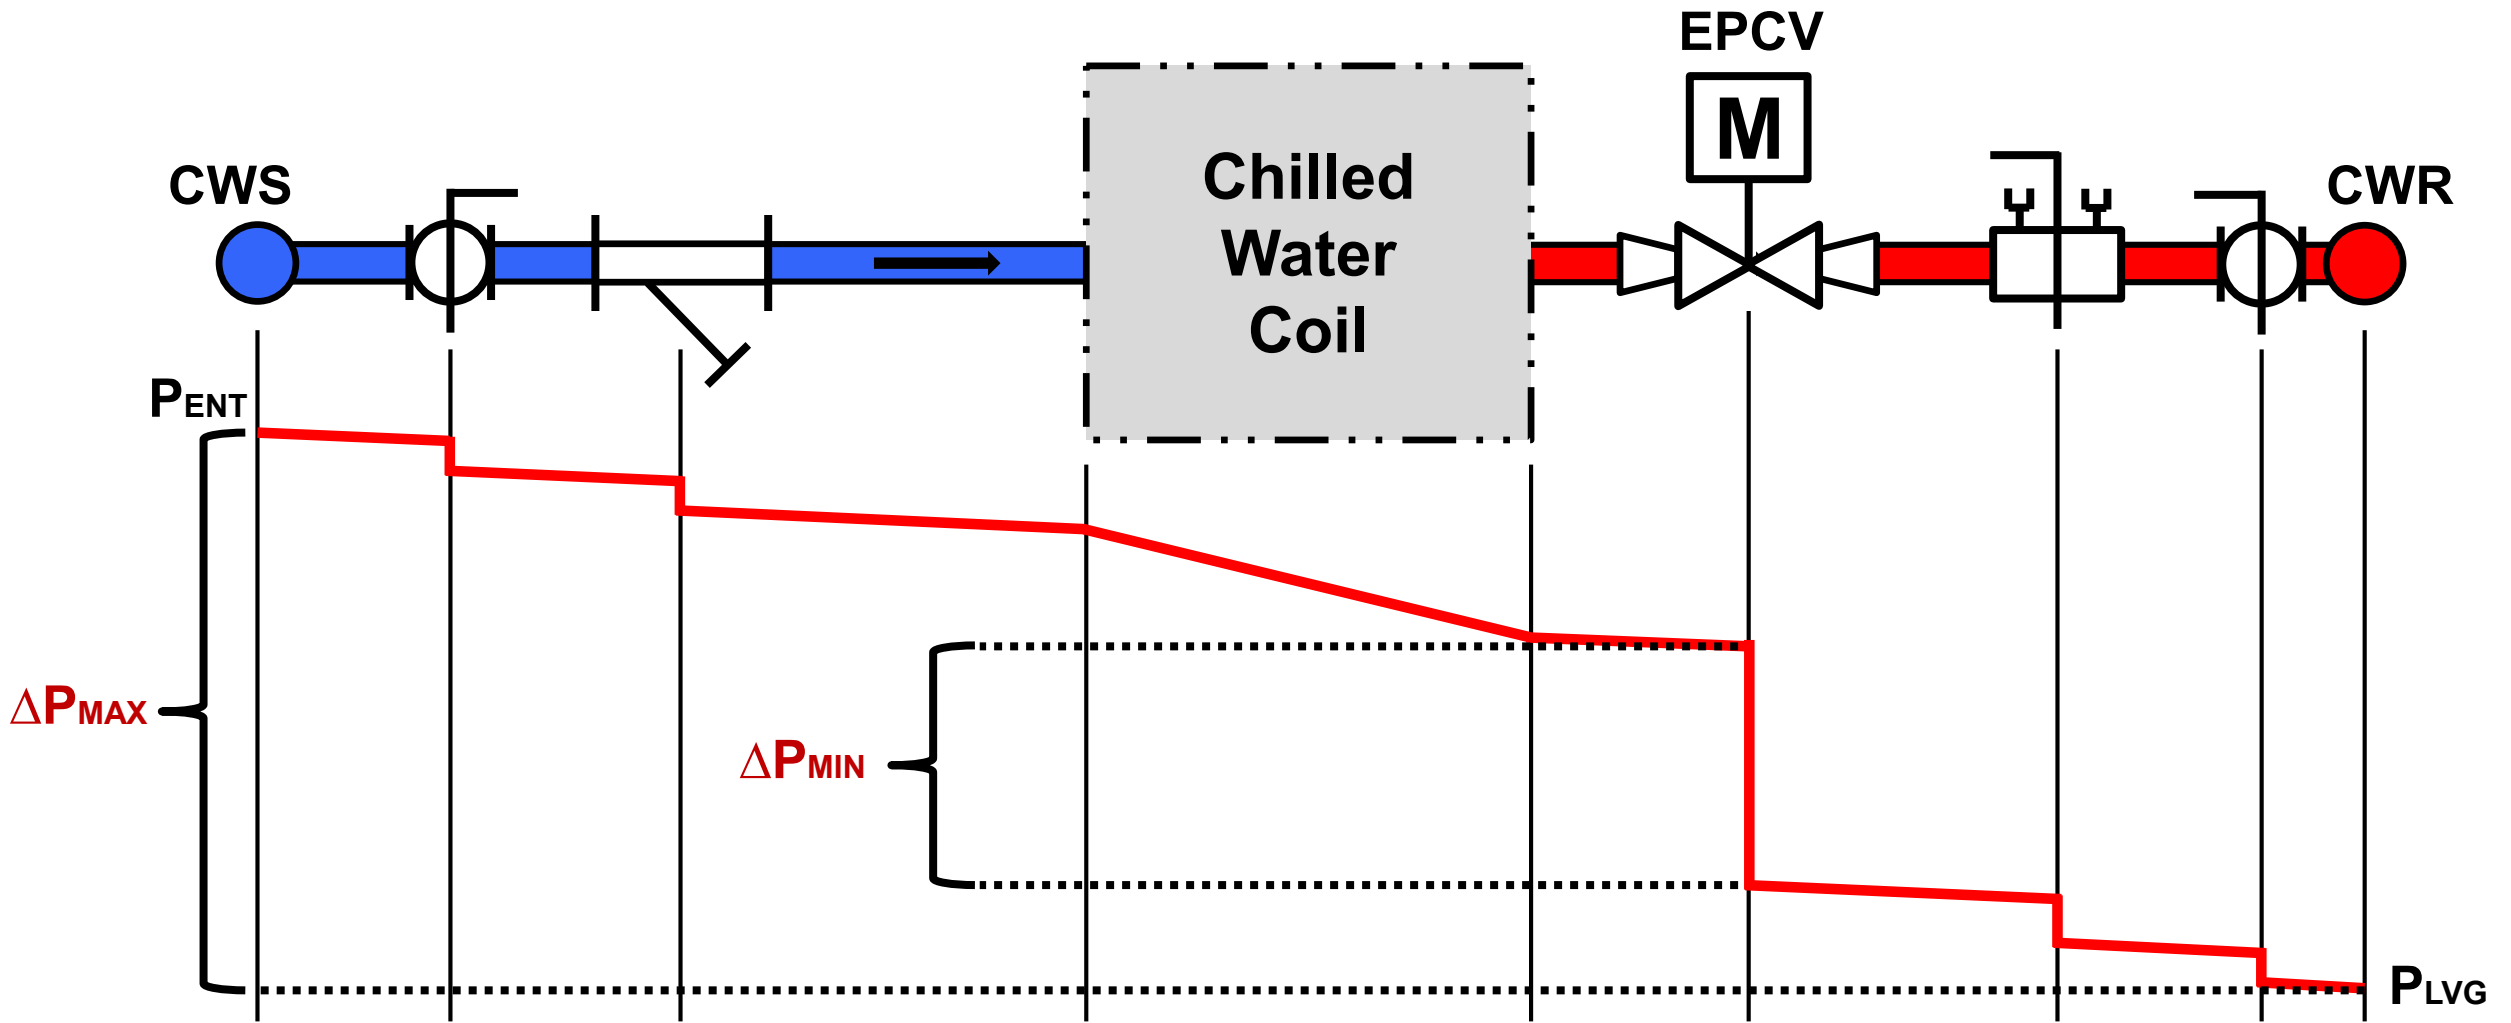 EPCV
M
CWS
CWR
Chilled
Water
Coil
PENT
ΔPMAX
ΔPMIN
PLVG